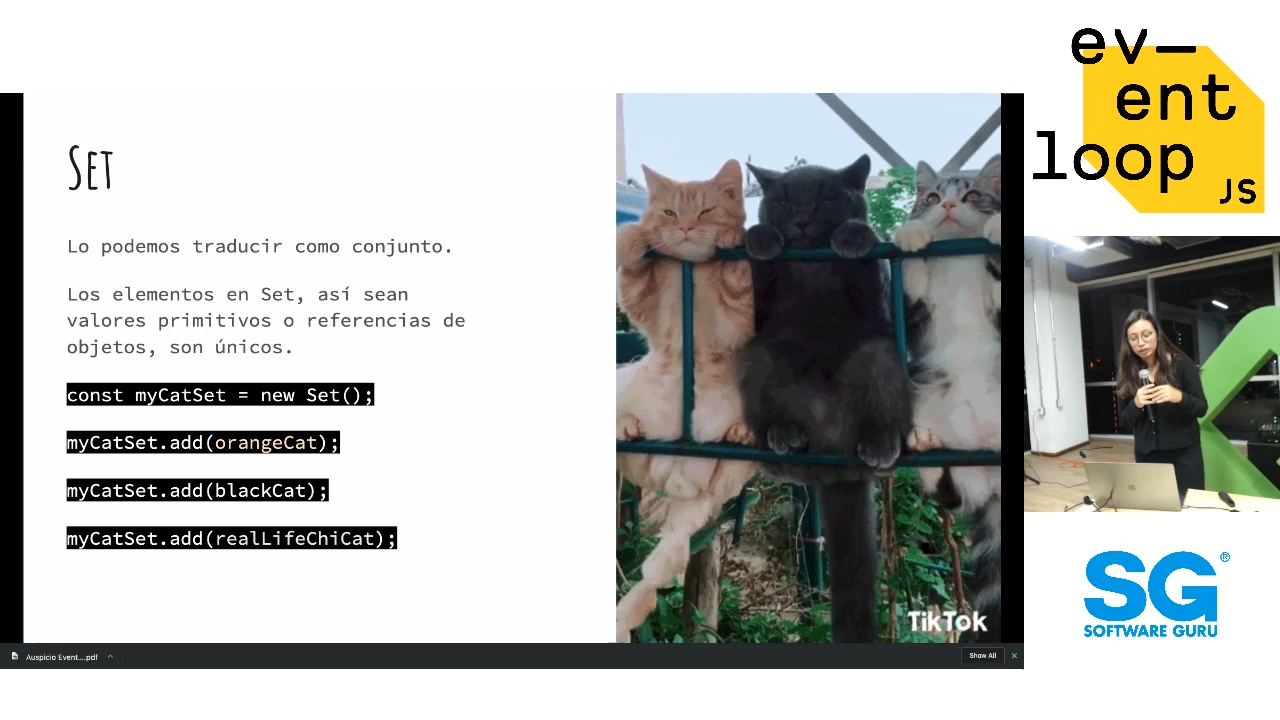 Set
Lo podemos traducir como conjunto.
Los elementos en Set, así sean
valores primitivos o referencias de
objetos, son únicos.
const myCatSet = new Set();
myCatSet.add(orangeCat);
myCatSet.add(blackCat);
myCatSet.add(realLifeChiCat);
TikTok
Auspicio Event....pdf
Show All
ev—
ent
loop
JS
SG®
SOFTWARE GURU